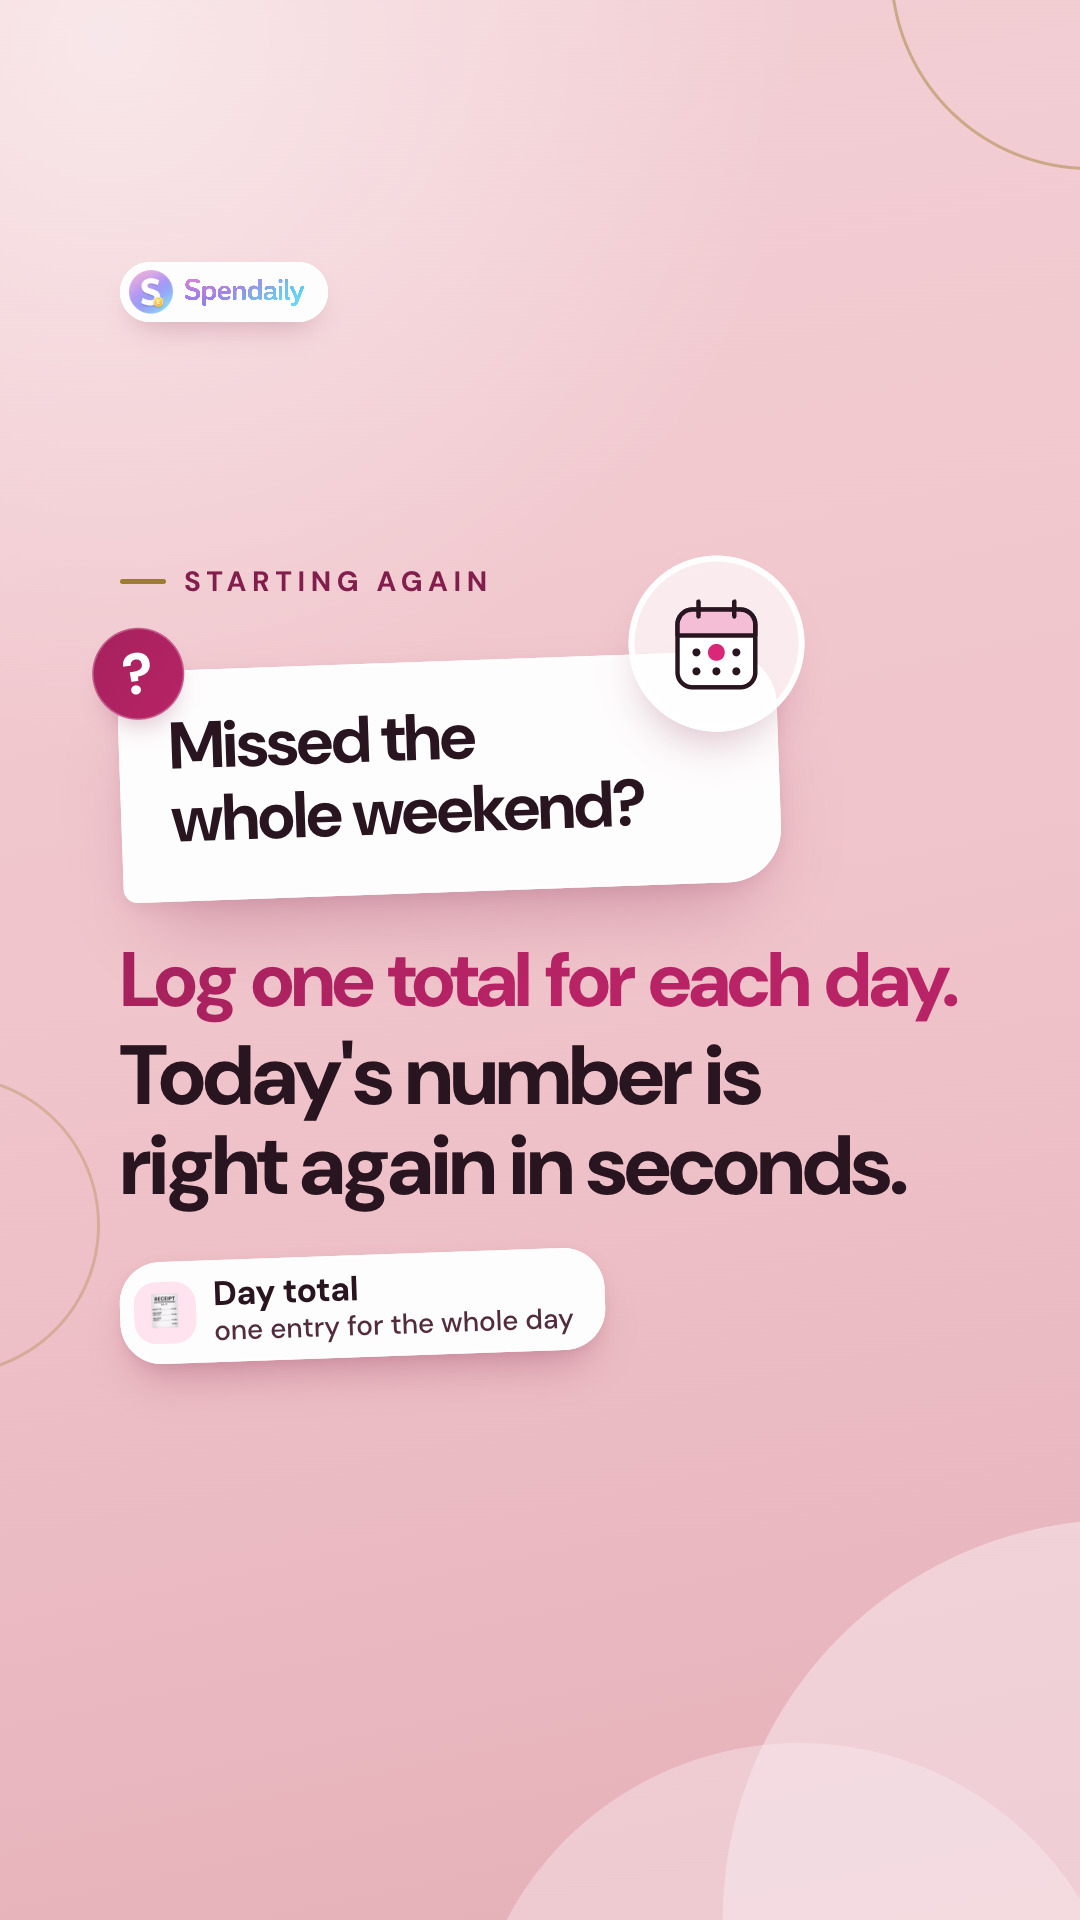 Spendaily
STARTING AGAIN
?
Missed the
whole weekend?
Log one total for each day.
Today's number is
right again in seconds.
RECEIPT
Day total
one entry for the whole day